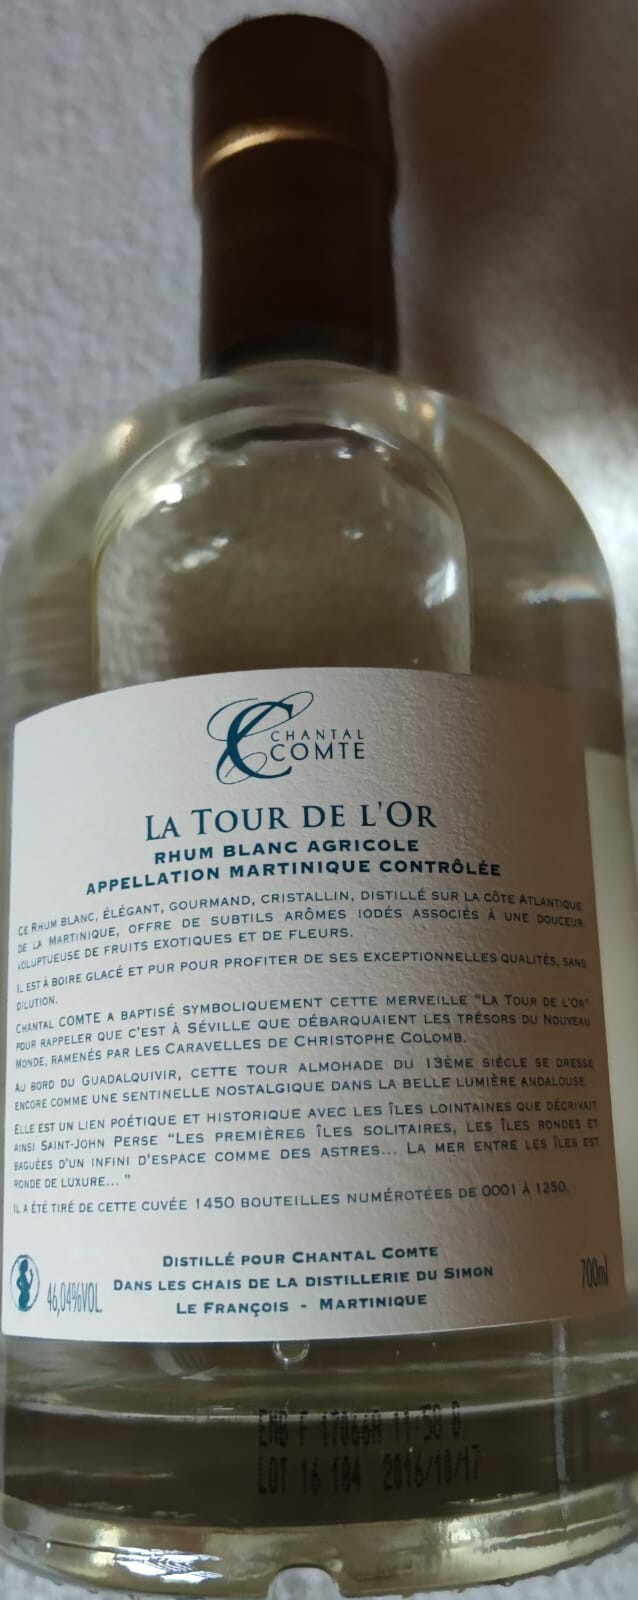 CHANTAL
COMTE
LA TOUR DE L'OR
RHUM BLANC AGRICOLE
APPELLATION MARTINIQUE CONTRÔLÉE
CE RHUM BLANC, ÉLÉGANT, GOURMAND, CRISTALLIN, DISTILLÉ SUR LA CÔTE ATLANTIQUE
DE LA MARTINIQUE, OFFRE DE SUBTILS ARÔMES IODÉS ASSOCIÉS À UNE DOUCEUR
VOLUPTUEUSE DE FRUITS EXOTIQUES ET DE FLEURS.
IL EST À BOIRE GLACÉ ET PUR POUR PROFITER DE SES EXCEPTIONNELLES QUALITÉS, SANS
DILUTION.
CHANTAL COMTE A BAPTISÉ SYMBOLIQUEMENT CETTE MERVEILLE "LA TOUR DE L'OR"
POUR RAPPELER QUE C'EST À SÉVILLE QUE DÉBARQUAIENT LES TRÉSORS DU NOUVEAU
MONDE, RAMENÉS PAR LES CARAVELLES DE CHRISTOPHE COLOMB.
AU BORD DU GUADALQUIVIR, CETTE TOUR ALMOHADE DU 13ÈME SIÈCLE SE DRESSE
ENCORE COMME UNE SENTINELLE NOSTALGIQUE DANS LA BELLE LUMIÈRE ANDALOUSE.
ELLE EST UN LIEN POÉTIQUE ET HISTORIQUE AVEC LES ÎLES LOINTAINES QUE DÉCRIVAIT
AINSI SAINT-JOHN PERSE "LES PREMIÈRES ÎLES SOLITAIRES, LES ÎLES RONDES ET
BAGUÉES D'UN INFINI D'ESPACE COMME DES ASTRES... LA MER ENTRE LES ÎLES EST
RONDE DE LUXURE... "
IL A ÉTÉ TIRÉ DE CETTE CUVÉE 1450 BOUTEILLES NUMÉROTÉES DE 0001 À 1250.
DISTILLÉ POUR CHANTAL COMTE
46,04%VOL. DANS LES CHAIS DE LA DISTILLERIE DU SIMON 700ml
LE FRANÇOIS - MARTINIQUE
EMB F 17066A 11:50 0
LOT 16 184 2016/10/17